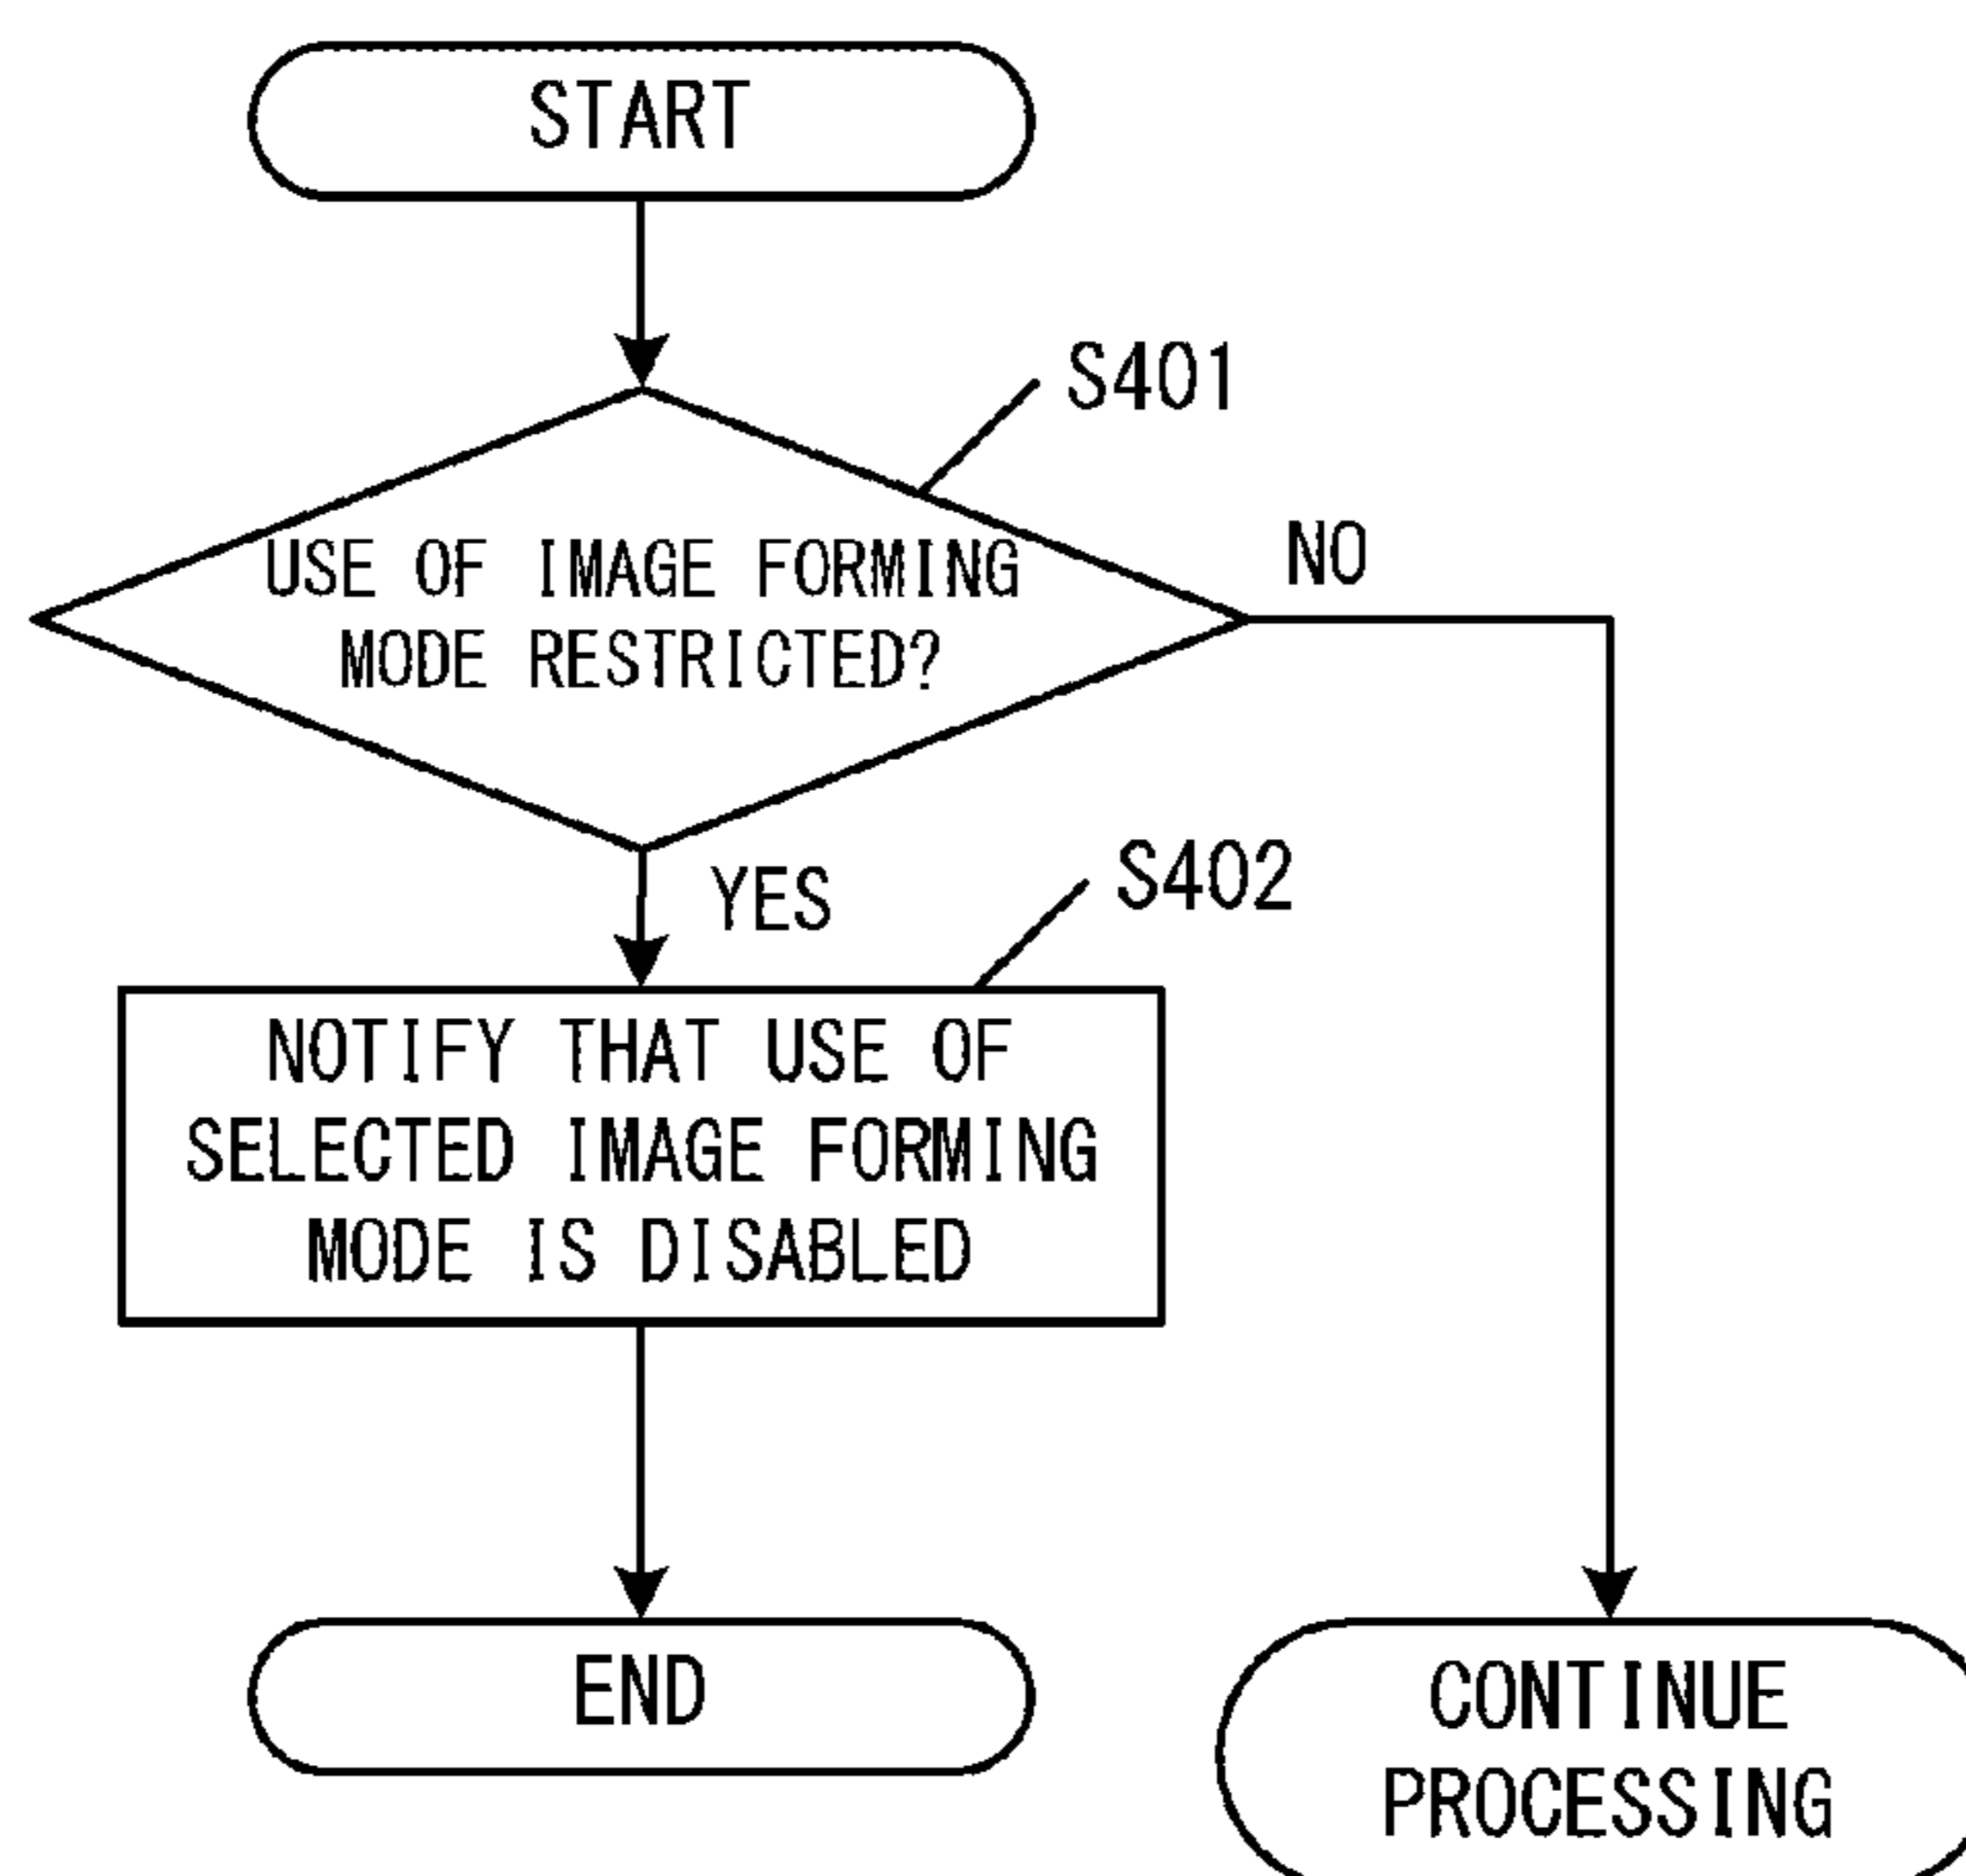 START
S401
USE OF IMAGE FORMING
MODE RESTRICTED?
NO
YES
S402
NOTIFY THAT USE OF
SELECTED IMAGE FORMING
MODE IS DISABLED
END
CONTINUE
PROCESSING